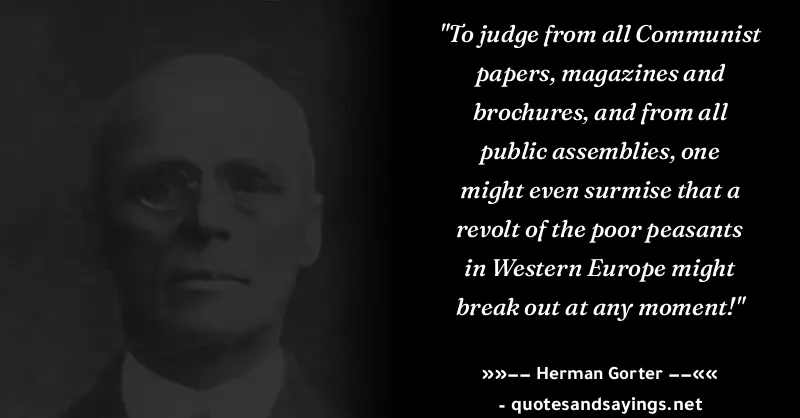 "To judge from all Communist
papers, magazines and
brochures, and from all
public assemblies, one
might even surmise that a
revolt of the poor peasants
in Western Europe might
break out at any moment!"
»»–– Herman Gorter ––««
- quotesandsayings.net